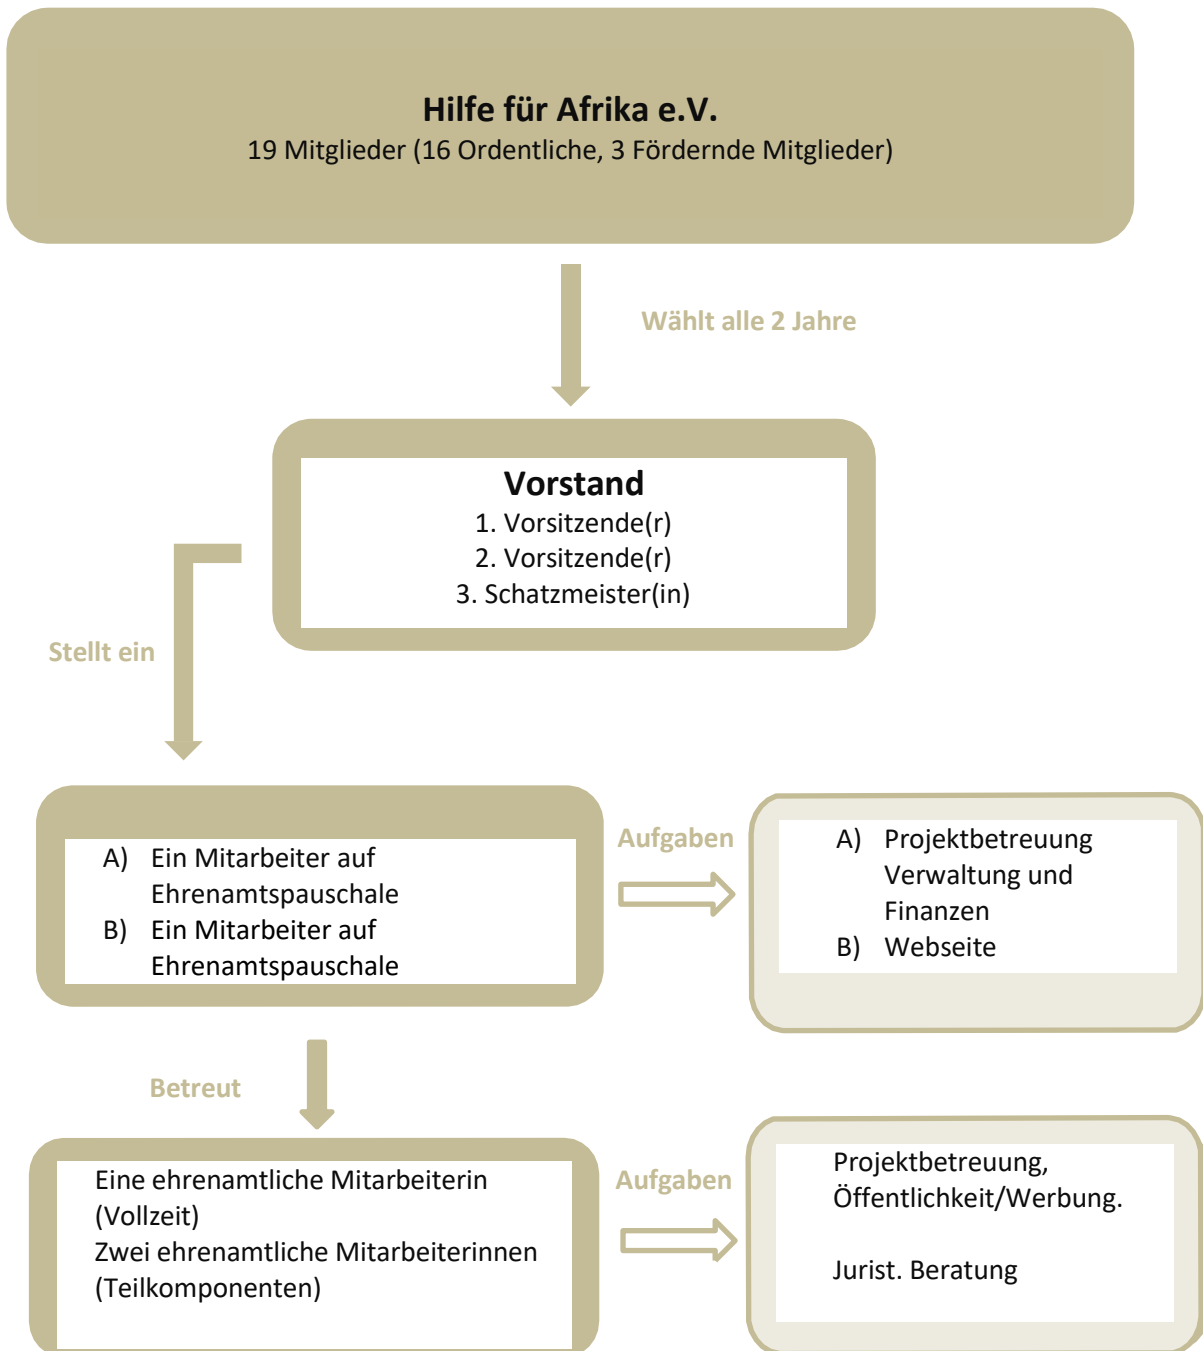 Hilfe für Afrika e.V.
19 Mitglieder (16 Ordentliche, 3 Fördernde Mitglieder)
Wählt alle 2 Jahre
Vorstand
1. Vorsitzende(r)
2. Vorsitzende(r)
3. Schatzmeister(in)
Stellt ein
A) Ein Mitarbeiter auf
Ehrenamtspauschale
B) Ein Mitarbeiter auf
Ehrenamtspauschale
Aufgaben
A) Projektbetreuung
Verwaltung und
Finanzen
B) Webseite
Betreut
Eine ehrenamtliche Mitarbeiterin
(Vollzeit)
Zwei ehrenamtliche Mitarbeiterinnen
(Teilkomponenten)
Aufgaben
Projektbetreuung,
Öffentlichkeit/Werbung.
Jurist. Beratung